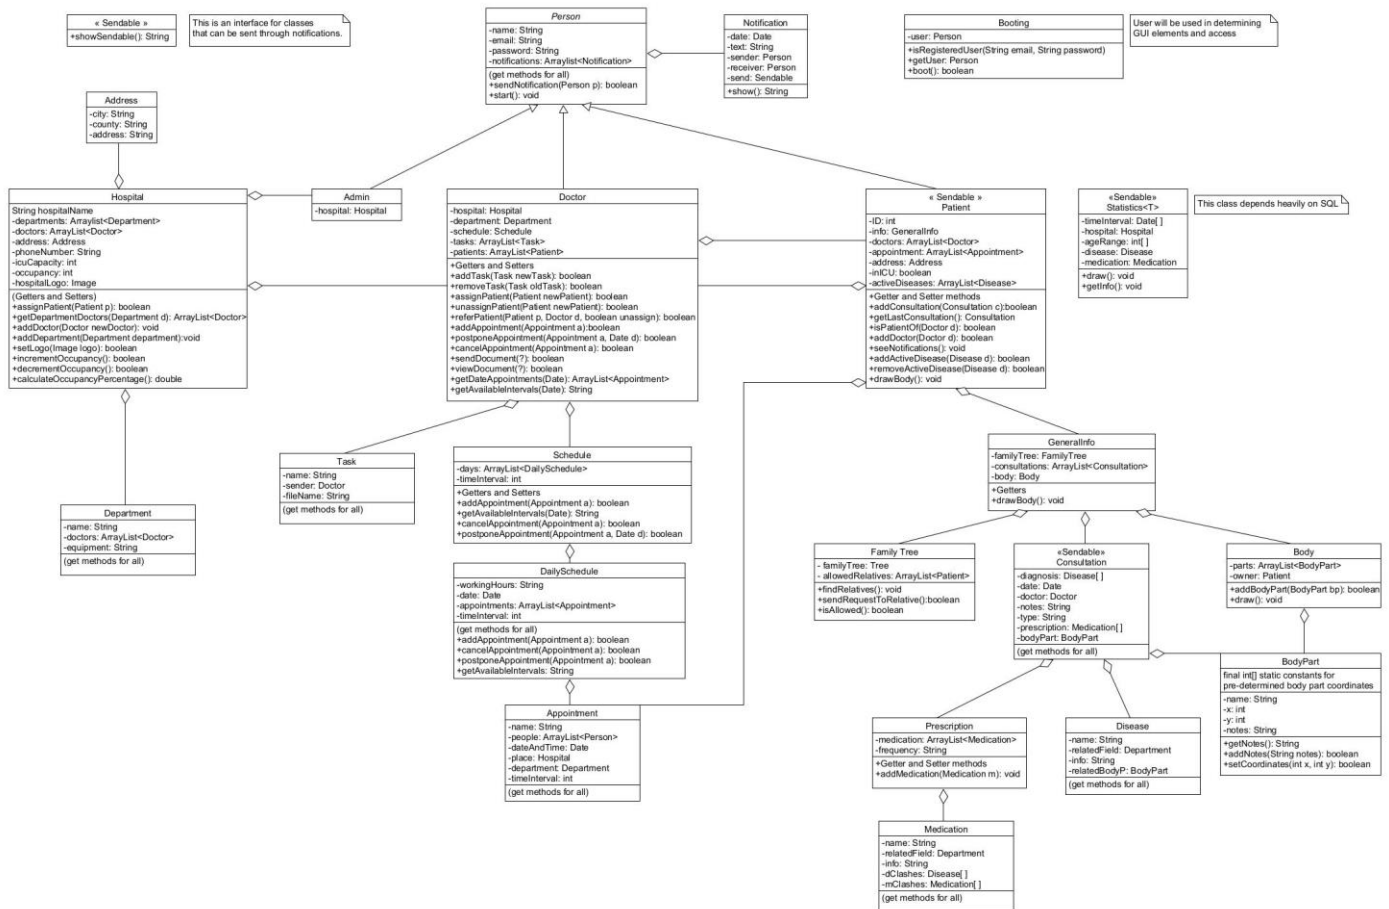 « Sendable »
+showSendable(): String
This is an interface for classes
that can be sent through notifications.
Person
-name: String
-email: String
-password: String
-notifications: Arraylist<Notification>
(get methods for all)
+sendNotification(Person p): boolean
+start(): void
Notification
-date: Date
-text: String
-sender: Person
-receiver: Person
-send: Sendable
+show(): String
Booting
-user: Person
+isRegisteredUser(String email, String password)
+getUser: Person
+boot(): boolean
User will be used in determining
GUI elements and access
Address
-city: String
-county: String
-address: String
Hospital
String hospitalName
-departments: Arraylist<Department>
-doctors: ArrayList<Doctor>
-address: Address
-phoneNumber: String
-icuCapacity: int
-occupancy: int
-hospitalLogo: Image
(Getters and Setters)
+assignPatient(Patient p): boolean
+getDepartmentDoctors(Department d): ArrayList<Doctor>
+addDoctor(Doctor newDoctor): void
+addDepartment(Department department):void
+setLogo(Image logo): boolean
+incrementOccupancy(): boolean
+decrementOccupancy(): boolean
+calculateOccupancyPercentage(): double
Admin
-hospital: Hospital
Doctor
-hospital: Hospital
-department: Department
-schedule: Schedule
-tasks: ArrayList<Task>
-patients: ArrayList<Patient>
+Getters and Setters
+addTask(Task newTask): boolean
+removeTask(Task oldTask): boolean
+assignPatient(Patient newPatient): boolean
+unassignPatient(Patient newPatient): boolean
+referPatient(Patient p, Doctor d, boolean unassign): boolean
+addAppointment(Appointment a):boolean
+postponeAppointment(Appointment a, Date d): boolean
+cancelAppointment(Appointment a): boolean
+sendDocument(?): boolean
+viewDocument(?): boolean
+getDateAppointments(Date): ArrayList<Appointment>
+getAvailableIntervals(Date): String
« Sendable »
Patient
-ID: int
-info: GeneralInfo
-doctors: ArrayList<Doctor>
-appointment: ArrayList<Appointment>
-address: Address
-inICU: boolean
-activeDiseases: ArrayList<Disease>
+Getter and Setter methods
+addConsultation(Consultation c):boolean
+getLastConsultation(): Consultation
+isPatientOf(Doctor d): boolean
+addDoctor(Doctor d): boolean
+seeNotifications(): void
+addActiveDisease(Disease d): boolean
+removeActiveDisease(Disease d): boolean
+drawBody(): void
«Sendable»
Statistics<T>
-timeInterval: Date[ ]
-hospital: Hospital
-ageRange: int[ ]
-disease: Disease
-medication: Medication
+draw(): void
+getInfo(): void
This class depends heavily on SQL
Task
-name: String
-sender: Doctor
-fileName: String
(get methods for all)
Schedule
-days: ArrayList<DailySchedule>
-timeInterval: int
+Getters and Setters
+addAppointment(Appointment a): boolean
+getAvailableIntervals(Date): String
+cancelAppointment(Appointment a): boolean
+postponeAppointment(Appointment a, Date d): boolean
GeneralInfo
-familyTree: FamilyTree
-consultations: ArrayList<Consultation>
-body: Body
+Getters
+drawBody(): void
Department
-name: String
-doctors: ArrayList<Doctor>
-equipment: String
(get methods for all)
DailySchedule
-workingHours: String
-date: Date
-appointments: ArrayList<Appointment>
-timeInterval: int
(get methods for all)
+addAppointment(Appointment a): boolean
+cancelAppointment(Appointment a): boolean
+postponeAppointment(Appointment a): boolean
+getAvailableIntervals: String
Family Tree
- familyTree: Tree
- allowedRelatives: ArrayList<Patient>
+findRelatives(): void
+sendRequestToRelative():boolean
+isAllowed(): boolean
«Sendable»
Consultation
-diagnosis: Disease[ ]
-date: Date
-doctor: Doctor
-notes: String
-type: String
-prescription: Medication[ ]
-bodyPart: BodyPart
(get methods for all)
Body
-parts: ArrayList<BodyPart>
-owner: Patient
+addBodyPart(BodyPart bp): boolean
+draw(): void
BodyPart
final int[] static constants for
pre-determined body part coordinates
-name: String
-x: int
-y: int
-notes: String
+getNotes(): String
+addNotes(String notes): boolean
+setCoordinates(int x, int y): boolean
Appointment
-name: String
-people: ArrayList<Person>
-dateAndTime: Date
-place: Hospital
-department: Department
-timeInterval: int
(get methods for all)
Prescription
-medication: ArrayList<Medication>
-frequency: String
+Getter and Setter methods
+addMedication(Medication m): void
Disease
-name: String
-relatedField: Department
-info: String
-relatedBodyP: BodyPart
(get methods for all)
Medication
-name: String
-relatedField: Department
-info: String
-dClashes: Disease[ ]
-mClashes: Medication[ ]
(get methods for all)